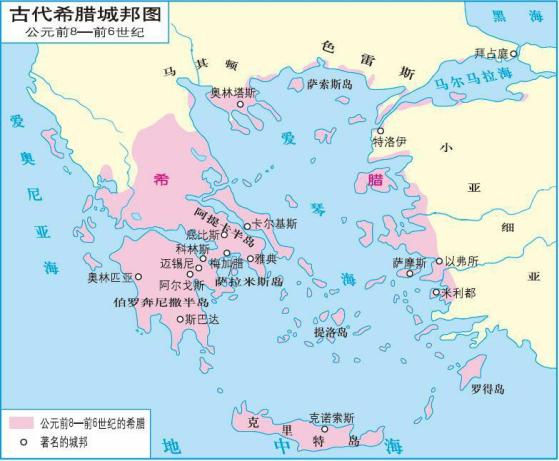 古代希腊城邦图
公元前8—前6世纪
黑海
拜占庭
色雷斯
马其顿
马尔马拉海
萨索斯岛
奥林塔斯
爱奥尼亚海
爱琴海
特洛伊
小亚细亚
希腊
阿提卡半岛
卡尔基斯
底比斯
科林斯
雅典
迈锡尼
梅加腊
萨摩斯
以弗所
奥林匹亚
阿尔戈斯
萨拉米斯岛
米利都
伯罗奔尼撒半岛
斯巴达
提洛岛
罗得岛
克诺索斯
克里特岛
公元前8—前6世纪的希腊
著名的城邦
地中海